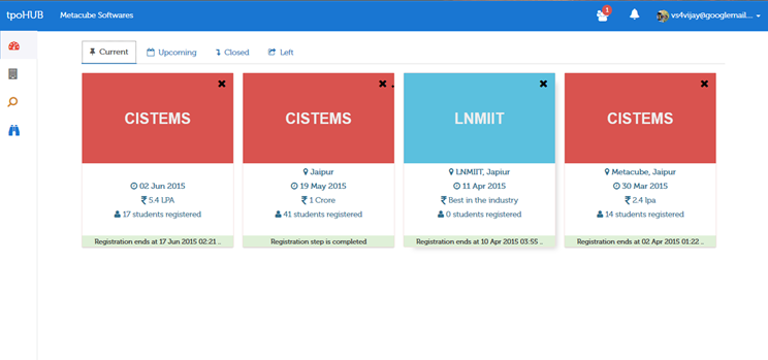 tpoHUB
Metacube Softwares
1
vs4vijay@googlemail....
Current
Upcoming
Closed
Left
CISTEMS
02 Jun 2015
₹ 5.4 LPA
17 students registered
Registration ends at 17 Jun 2015 02:21 ..
CISTEMS
Jaipur
19 May 2015
₹ 1 Crore
41 students registered
Registration step is completed
LNMIIT
LNMIIT, Japiur
11 Apr 2015
₹ Best in the industry
0 students registered
Registration ends at 10 Apr 2015 03:55 ..
CISTEMS
Metacube, Jaipur
30 Mar 2015
₹ 2.4 lpa
14 students registered
Registration ends at 02 Apr 2015 01:22 ..